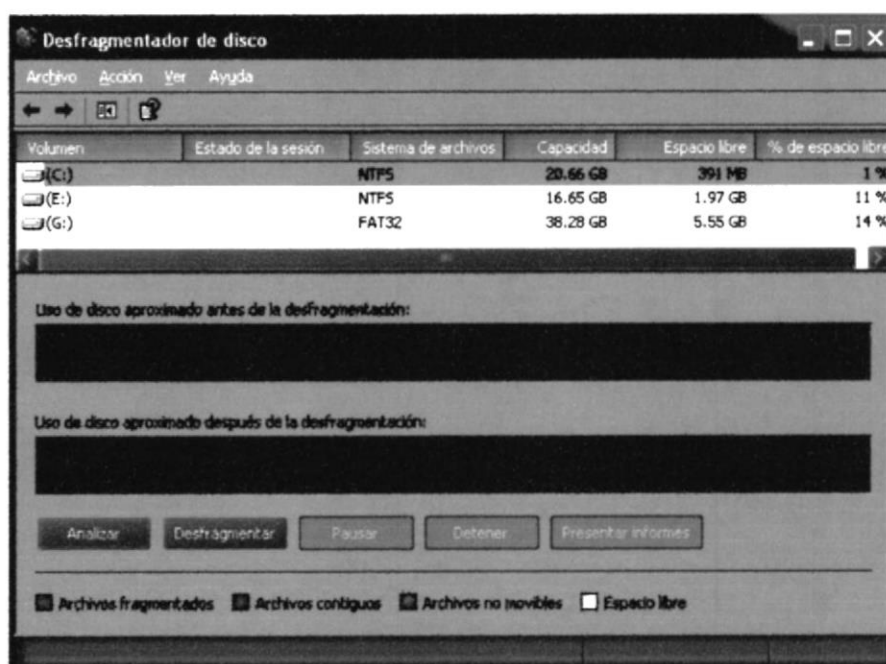 Desfragmentador de disco
Archivo Acción Ver Ayuda
Volumen Estado de la sesión Sistema de archivos Capacidad Espacio libre % de espacio libre
(C:) NTFS 20.66 GB 391 MB 1 %
(E:) NTFS 16.65 GB 1.97 GB 11 %
(G:) FAT32 38.28 GB 5.55 GB 14 %
Uso de disco aproximado antes de la desfragmentación:
Uso de disco aproximado después de la desfragmentación:
Analizar Desfragmentar Pausar Detener Presentar informes
Archivos fragmentados Archivos contiguos Archivos no movibles Espacio libre